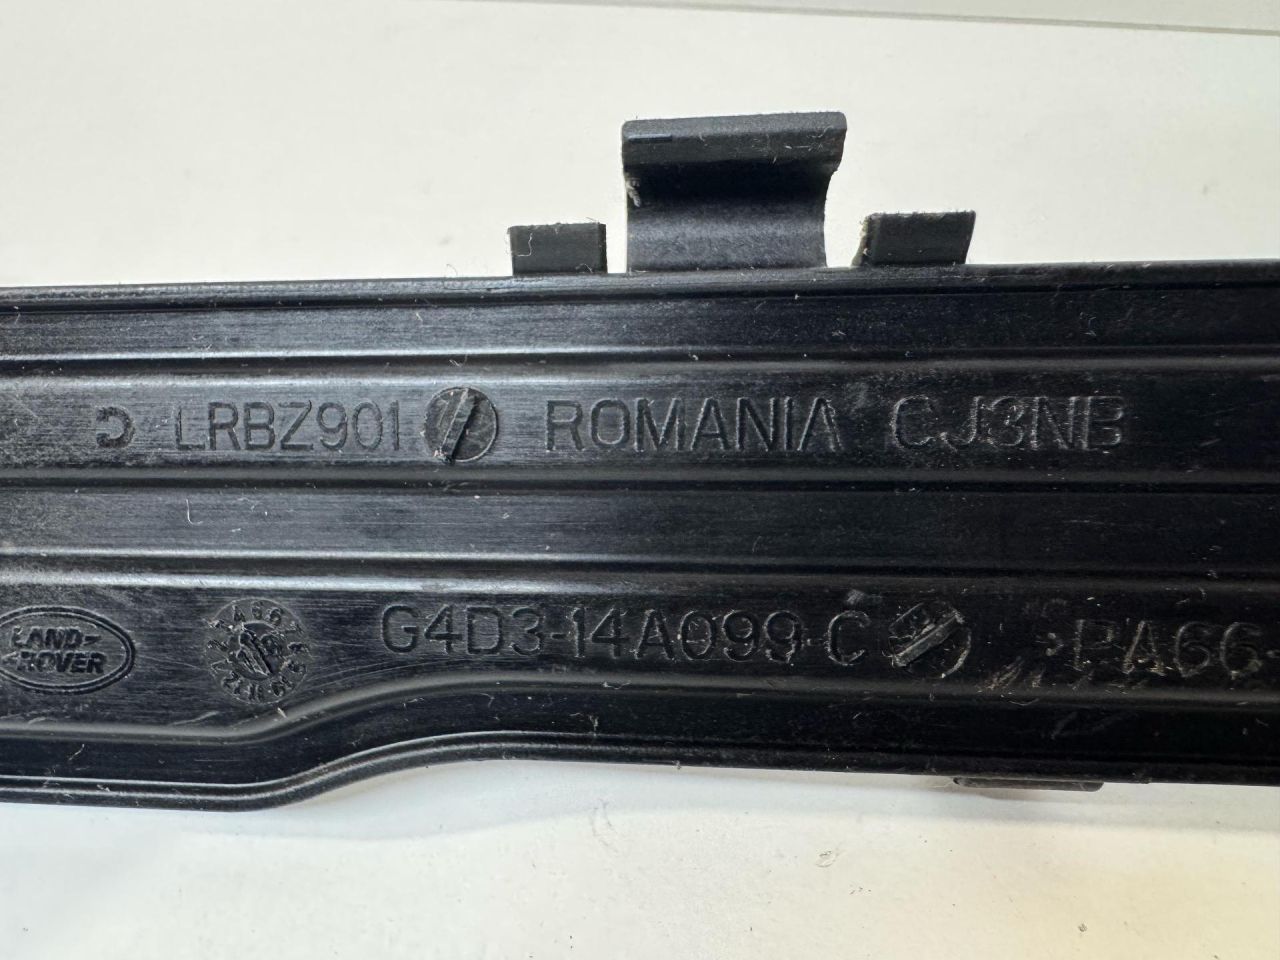 LRBZ901 ROMANIA CJ3NB
LAND-
ROVER
G4D3-14A099-C >PA66-